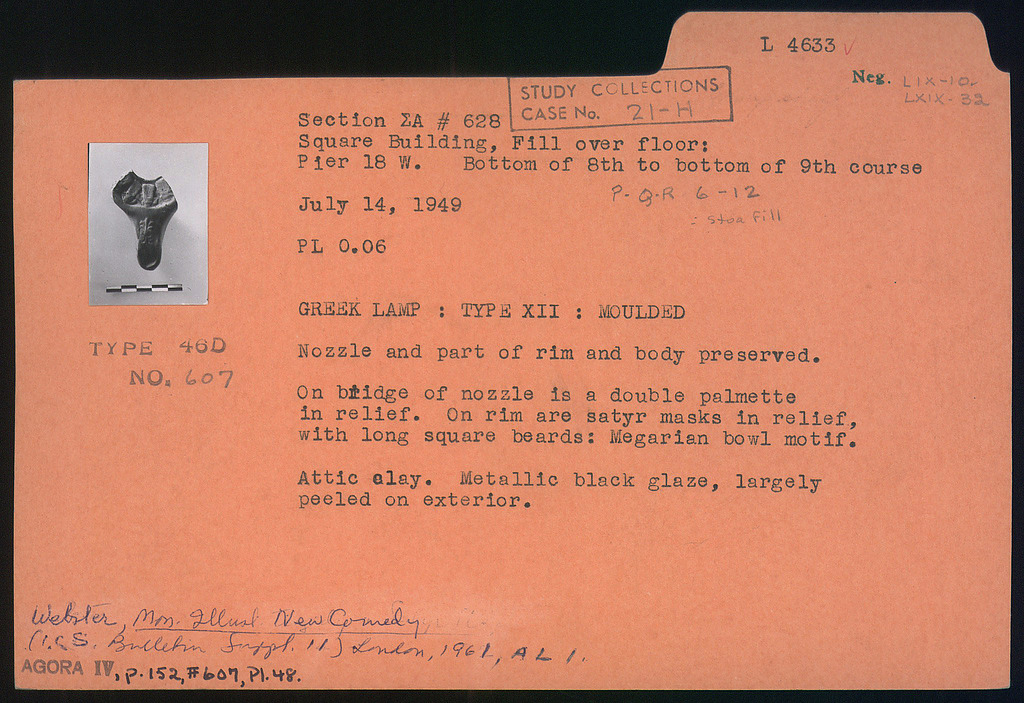 L 4633 ✓
Neg. LIX-10
LXIX-32
STUDY COLLECTIONS
CASE No. 21-H
Section ΣA # 628
Square Building, Fill over floor:
Pier 18 W. Bottom of 8th to bottom of 9th course
P-Q-R 6-12
: Stoa fill
July 14, 1949
PL 0.06
GREEK LAMP : TYPE XII : MOULDED
TYPE 46D
NO. 607
Nozzle and part of rim and body preserved.
On bridge of nozzle is a double palmette
in relief. On rim are satyr masks in relief,
with long square beards: Megarian bowl motif.
Attic clay. Metallic black glaze, largely
peeled on exterior.
Webster, Mon. Illust New Comedy
(I.C.S. Bulletin Suppl. 11) London, 1961, AL 1.
AGORA IV, p. 152, #607, Pl. 48.